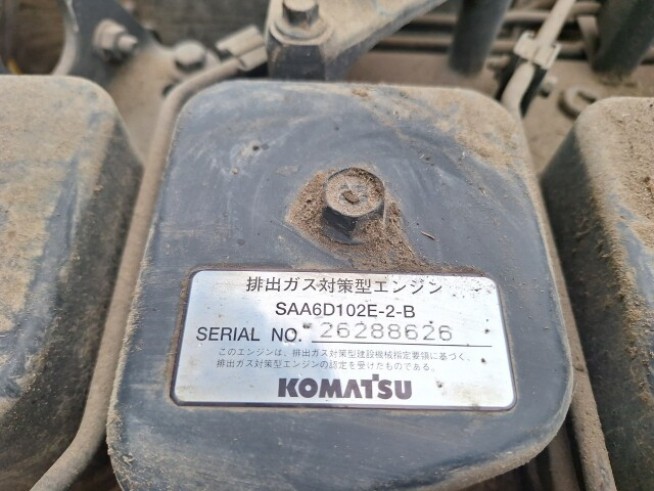 排出ガス対策型エンジン
SAA6D102E-2-B
SERIAL NO. 26288626
このエンジンは、排出ガス対策型建設機械指定要領に基づく、
排出ガス対策型エンジンの認定を受けたものである。
KOMATSU